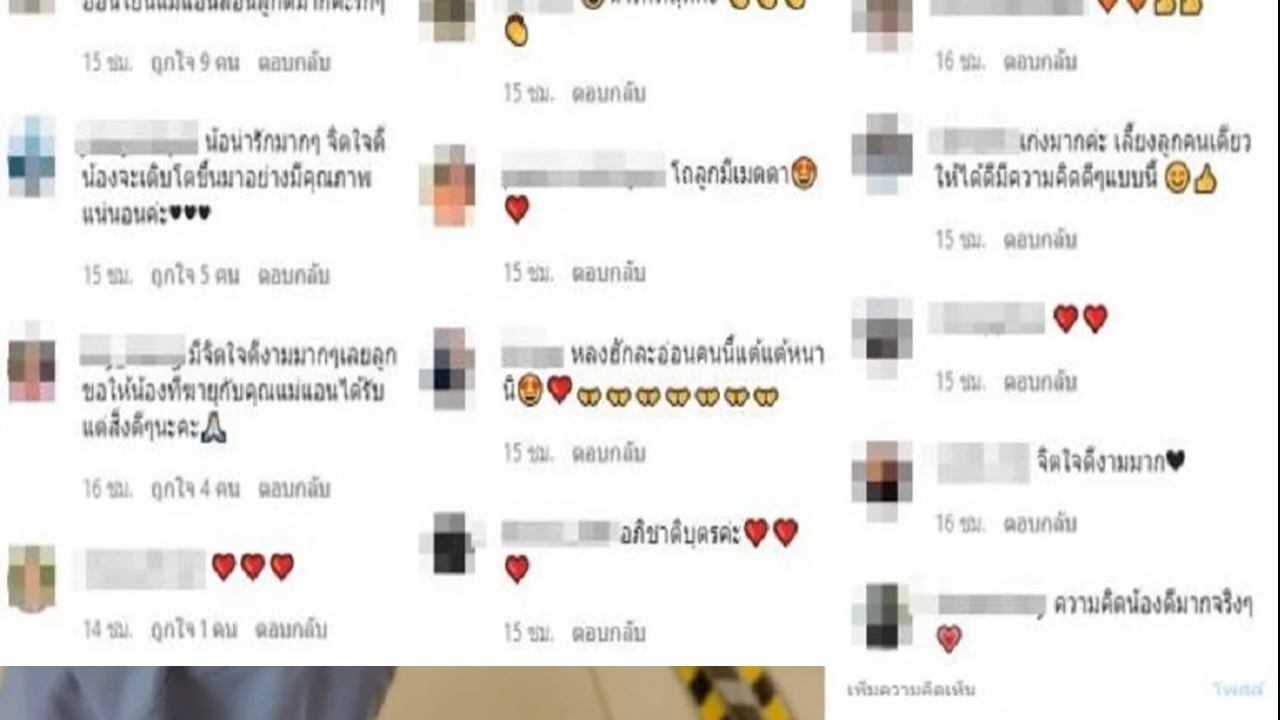 15 ชม. ถูกใจ 9 คน ตอบกลับ
น้อน่ารักมากๆ จิตใจดี
น้องจะเติบโตขึ้นมาอย่างมีคุณภาพ
แน่นอนค่ะ♥♥♥
15 ชม. ถูกใจ 5 คน ตอบกลับ
มีจิตใจดีงามมากๆเลยลูก
ขอให้น้องที่ฆายุกับคุณแม่แอนได้รับ
แต่สิ่งดีๆนะคะ🙏
16 ชม. ถูกใจ 4 คน ตอบกลับ
❤️❤️❤️
14 ชม. ถูกใจ 1 คน ตอบกลับ
15 ชม. ตอบกลับ
โถลูกมีเมตตา😍
❤️
15 ชม. ตอบกลับ
หลงฮักละอ่อนคนนี้แต้แต้หนา
นิ😍❤️🤲🤲🤲🤲🤲🤲🤲
15 ชม. ตอบกลับ
อภิชาติบุตรค่ะ❤️❤️
❤️
15 ชม. ตอบกลับ
16 ชม. ตอบกลับ
เก่งมากค่ะ เลี้ยงลูกคนเดียว
ให้ได้ดีมีความคิดดีๆแบบนี้ 😊👍
15 ชม. ตอบกลับ
❤️❤️
15 ชม. ตอบกลับ
จิตใจดีงามมาก♥
16 ชม. ตอบกลับ
ความคิดน้องดีมากจริงๆ
💗
เพิ่มความคิดเห็น
โพสต์